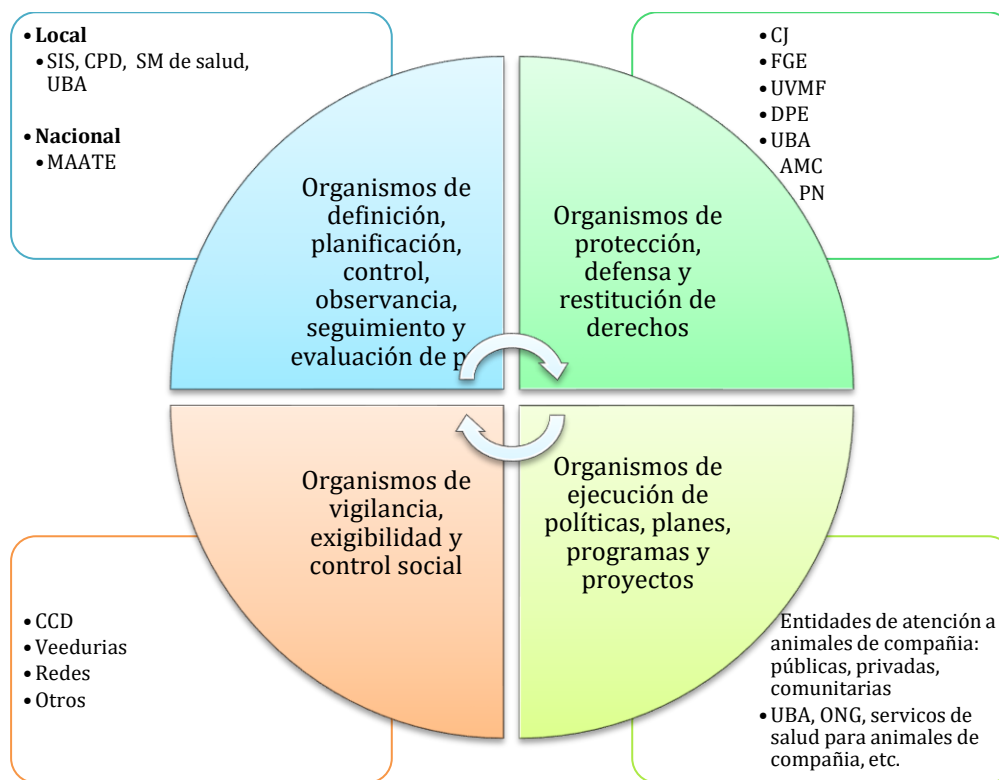 • Local
• SIS, CPD, SM de salud,
UBA
• Nacional
• MAATE
• CJ
• FGE
• UVMF
• DPE
• UBA
AMC
PN
Organismos de
definición,
planificación,
control,
observancia,
seguimiento y
evaluación de
Organismos de
protección,
defensa y
restitución de
derechos
Organismos de
vigilancia,
exigibilidad y
control social
Organismos de
ejecución de
políticas, planes,
programas y
proyectos
• CCD
• Veedurias
• Redes
• Otros
Entidades de atención a
animales de compañia:
públicas, privadas,
comunitarias
• UBA, ONG, servicos de
salud para animales de
compañia, etc.